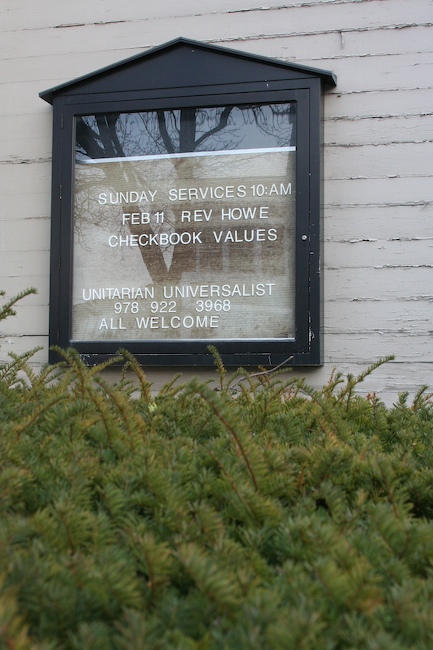 SUNDAY SERVICES 10:AM
FEB 11 REV HOWE
CHECKBOOK VALUES
UNITARIAN UNIVERSALIST
978 922 3968
ALL WELCOME